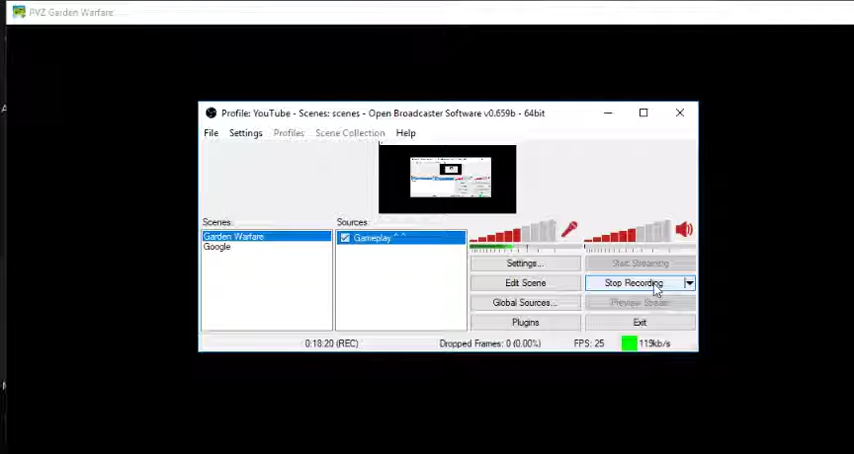 PVZ Garden Warfare
Profile: YouTube - Scenes: scenes - Open Broadcaster Software v0.659b - 64bit
File Settings Profiles Scene Collection Help
Scenes: Sources:
Garden Warfare Gameplay^^
Google
Settings... Start Streaming
Edit Scene Stop Recording
Global Sources... Preview Stream
Plugins Exit
0:18:20 (REC) Dropped Frames: 0 (0.00%) FPS: 25 119kb/s